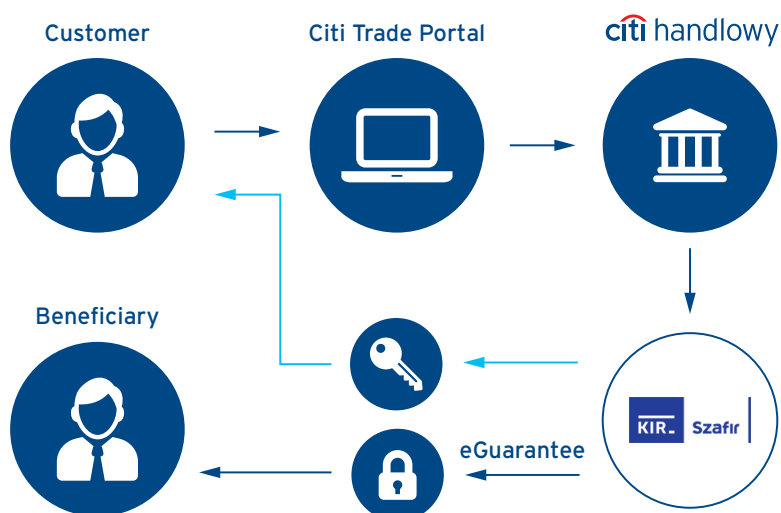 Customer
Citi Trade Portal
citi handlowy
Beneficiary
eGuarantee
KIR Szafir